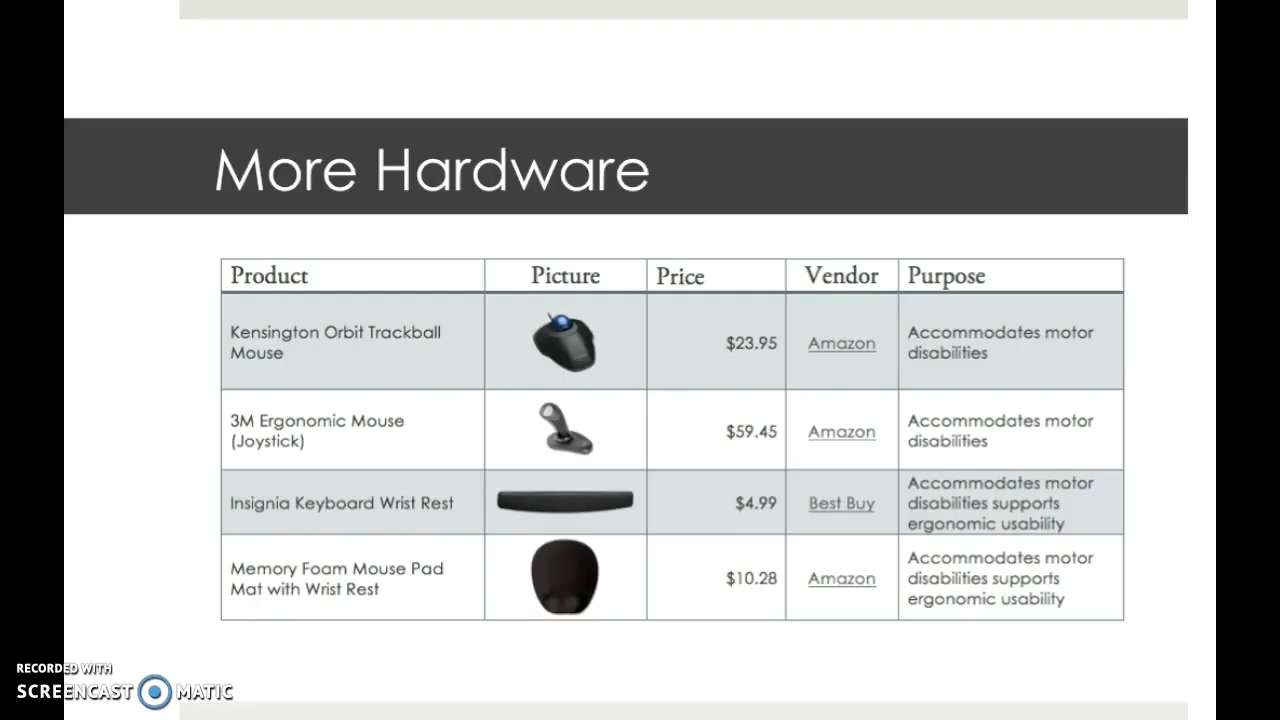 More Hardware
Product Picture Price Vendor Purpose
Kensington Orbit Trackball
Mouse
$23.95
Amazon
Accommodates motor
disabilities
3M Ergonomic Mouse
(Joystick)
$59.45
Amazon
Accommodates motor
disabilities
Insignia Keyboard Wrist Rest
$4.99
Best Buy
Accommodates motor
disabilities supports
ergonomic usability
Memory Foam Mouse Pad
Mat with Wrist Rest
$10.28
Amazon
Accommodates motor
disabilities supports
ergonomic usability
RECORDED WITH
SCREENCAST MATIC